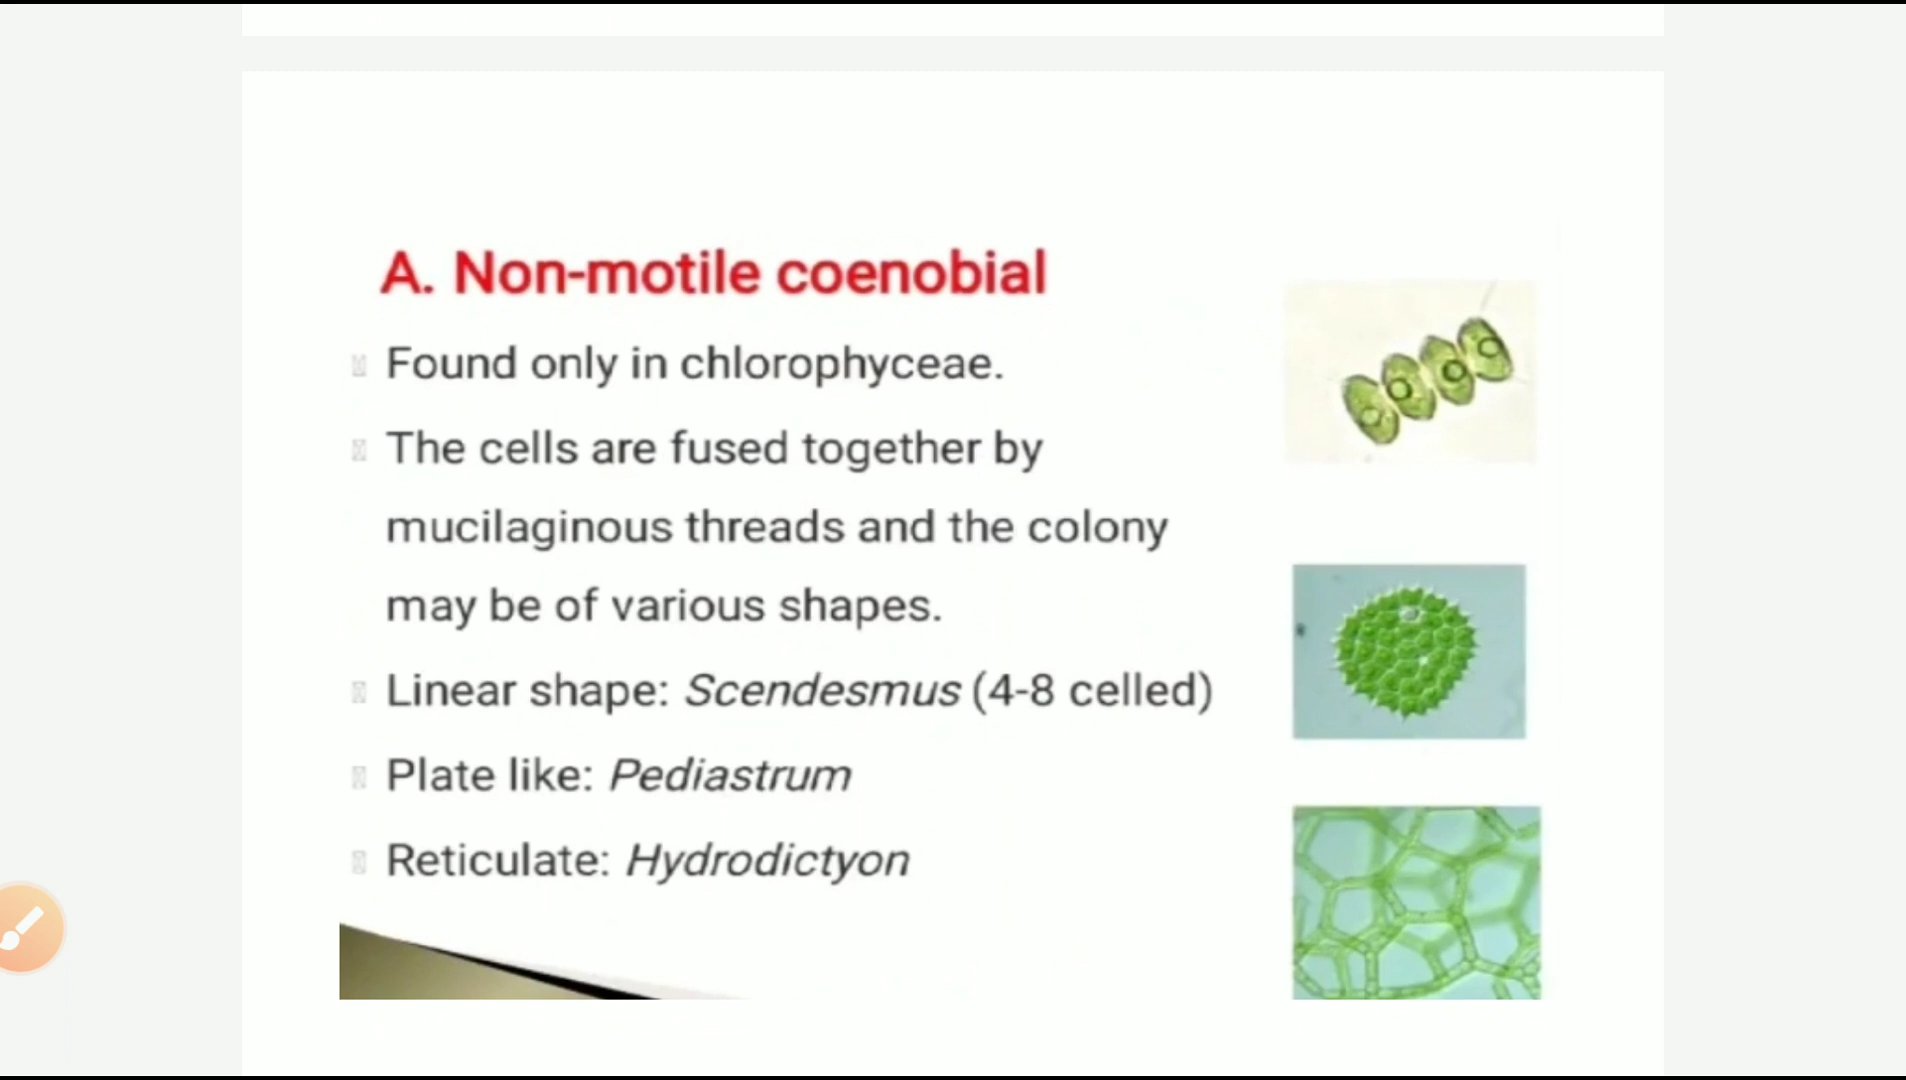 A. Non-motile coenobial
Found only in chlorophyceae.
The cells are fused together by
mucilaginous threads and the colony
may be of various shapes.
Linear shape: Scendesmus (4-8 celled)
Plate like: Pediastrum
Reticulate: Hydrodictyon